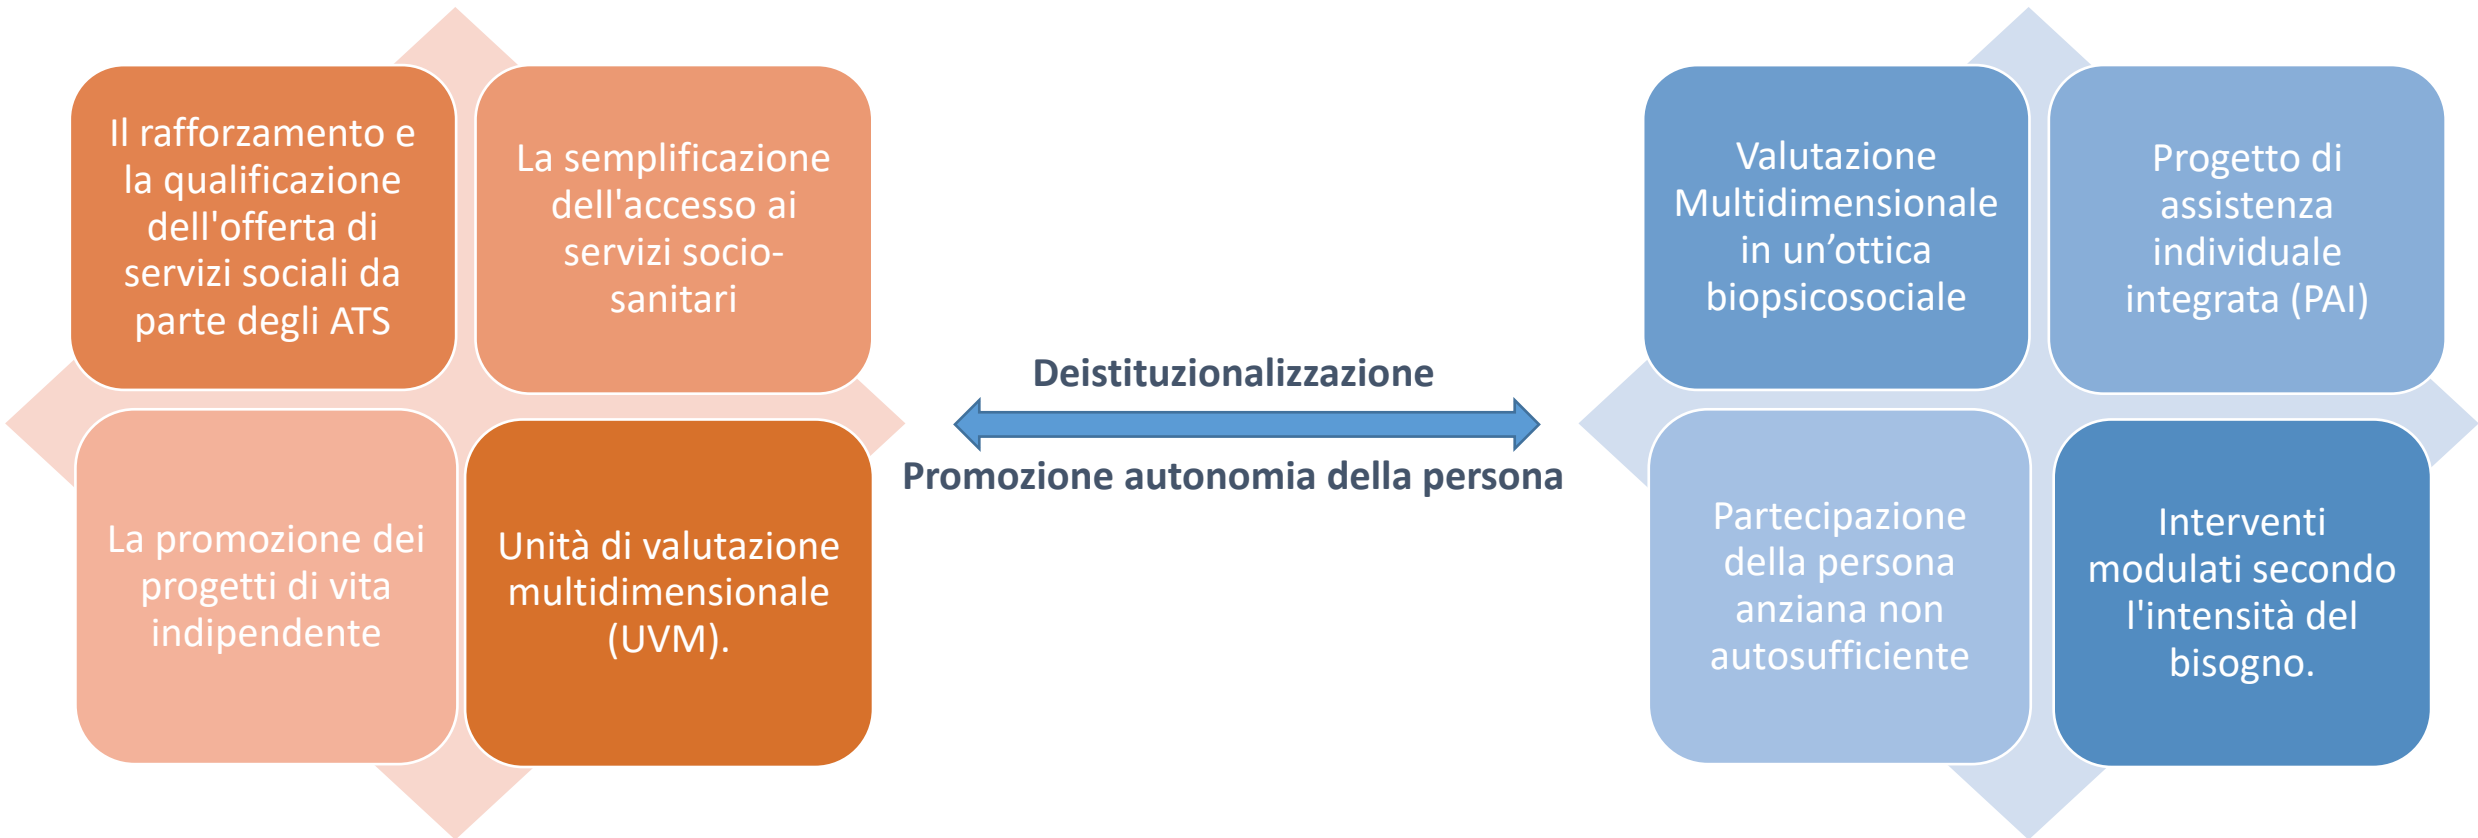 Il rafforzamento e
la qualificazione
dell'offerta di
servizi sociali da
parte degli ATS
La semplificazione
dell'accesso ai
servizi socio-
sanitari
La promozione dei
progetti di vita
indipendente
Unità di valutazione
multidimensionale
(UVM).
Deistituzionalizzazione
Promozione autonomia della persona
Valutazione
Multidimensionale
in un’ottica
biopsicosociale
Progetto di
assistenza
individuale
integrata (PAI)
Partecipazione
della persona
anziana non
autosufficiente
Interventi
modulati secondo
l'intensità del
bisogno.